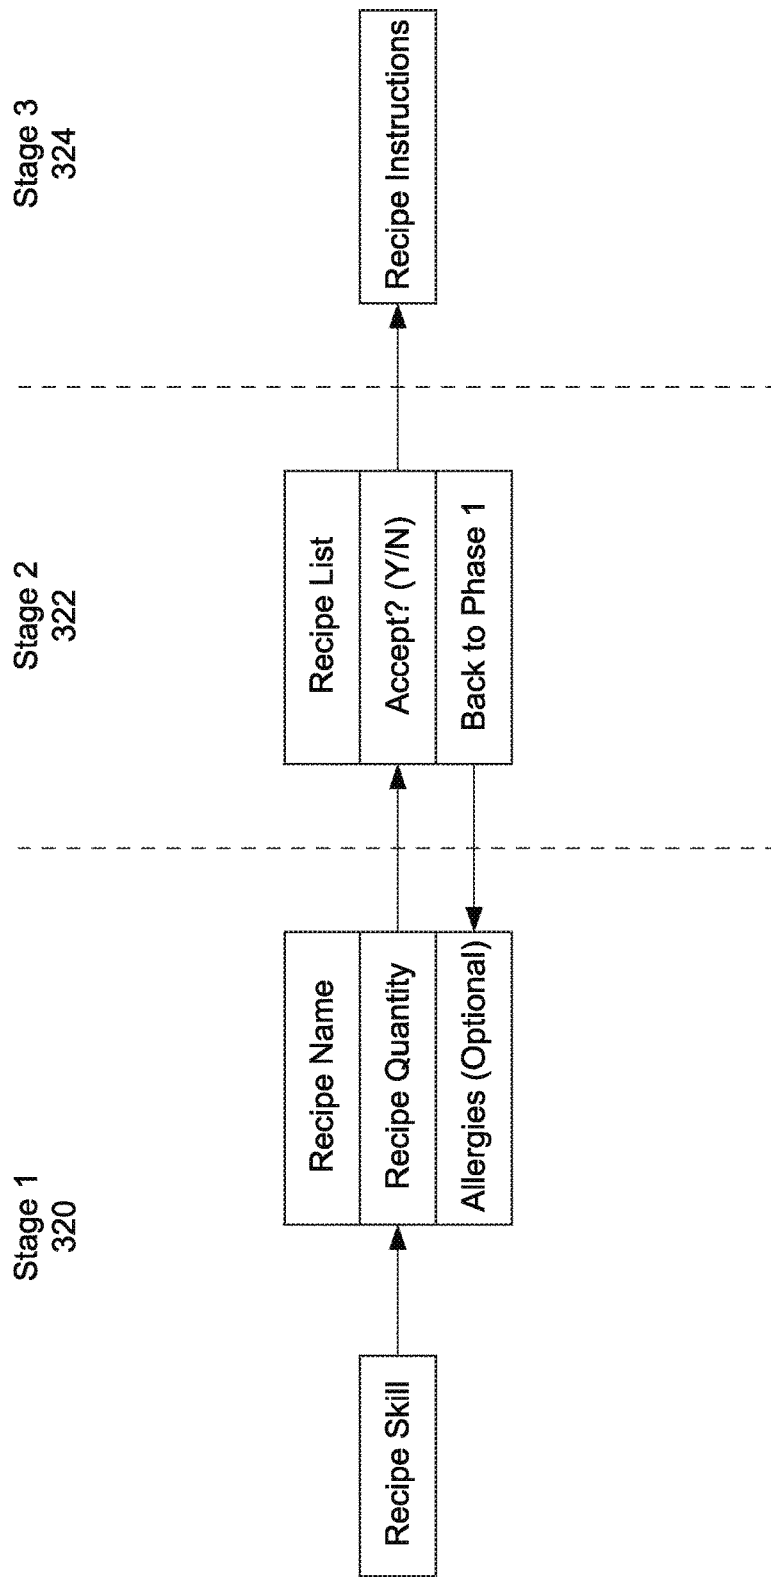 Stage 1
320
Stage 2
322
Stage 3
324
Recipe Skill
Recipe Name
Recipe Quantity
Allergies (Optional)
Recipe List
Accept? (Y/N)
Back to Phase 1
Recipe Instructions